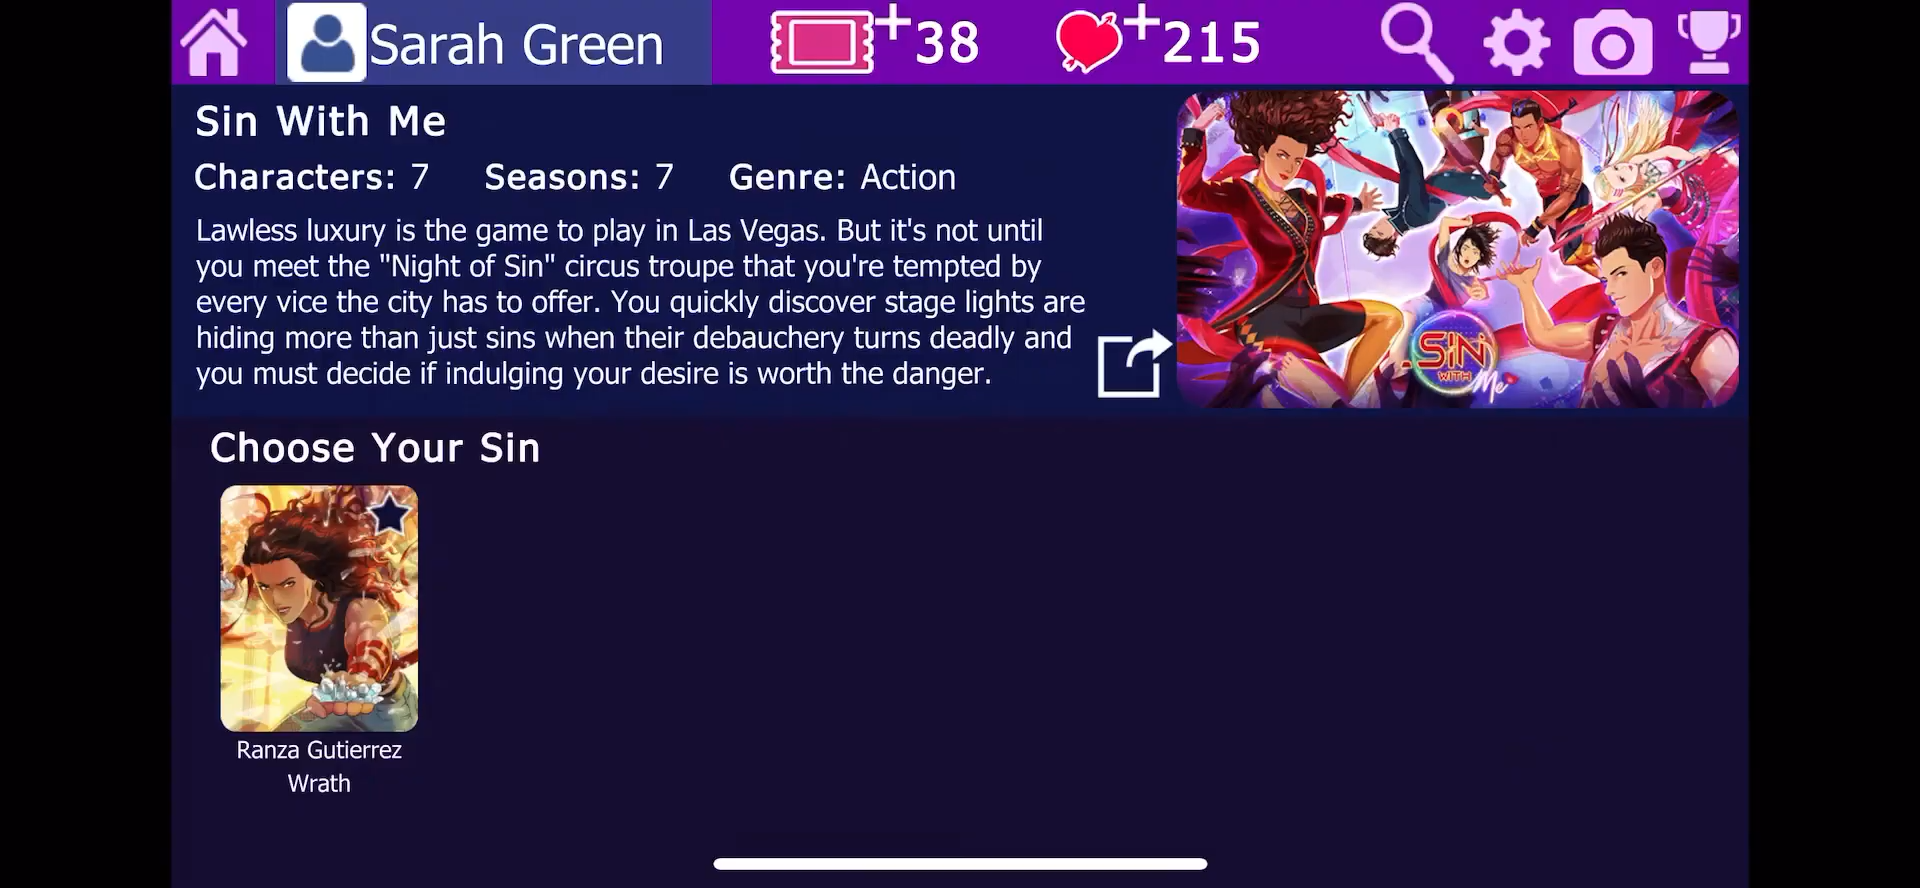 Sarah Green
38
215
Sin With Me
Characters: 7 Seasons: 7 Genre: Action
Lawless luxury is the game to play in Las Vegas. But it's not until
you meet the "Night of Sin" circus troupe that you're tempted by
every vice the city has to offer. You quickly discover stage lights are
hiding more than just sins when their debauchery turns deadly and
you must decide if indulging your desire is worth the danger.
SIN
WITH
Me
Choose Your Sin
Ranza Gutierrez
Wrath